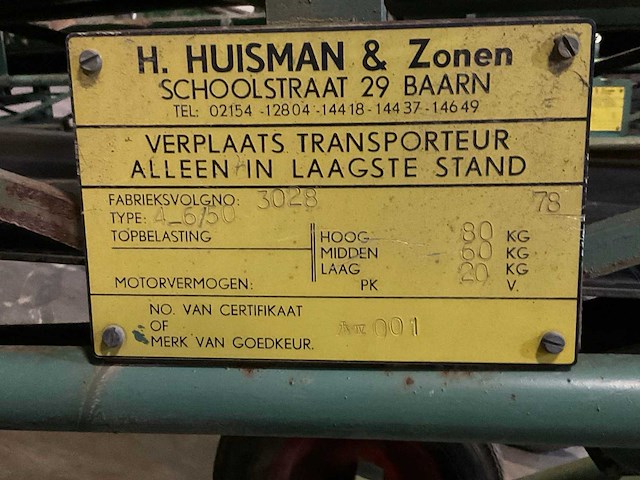 H. HUISMAN & Zonen
SCHOOLSTRAAT 29 BAARN
TEL: 02154-12804-14418-14437-14649
VERPLAATS TRANSPORTEUR
ALLEEN IN LAAGSTE STAND
FABRIEKSVOLGNO: 3028 78
TYPE: 4_6/50
TOPBELASTING HOOG 80 KG
MIDDEN 60 KG
LAAG 20 KG
MOTORVERMOGEN: PK V.
NO. VAN CERTIFIKAAT
OF 001
MERK VAN GOEDKEUR.